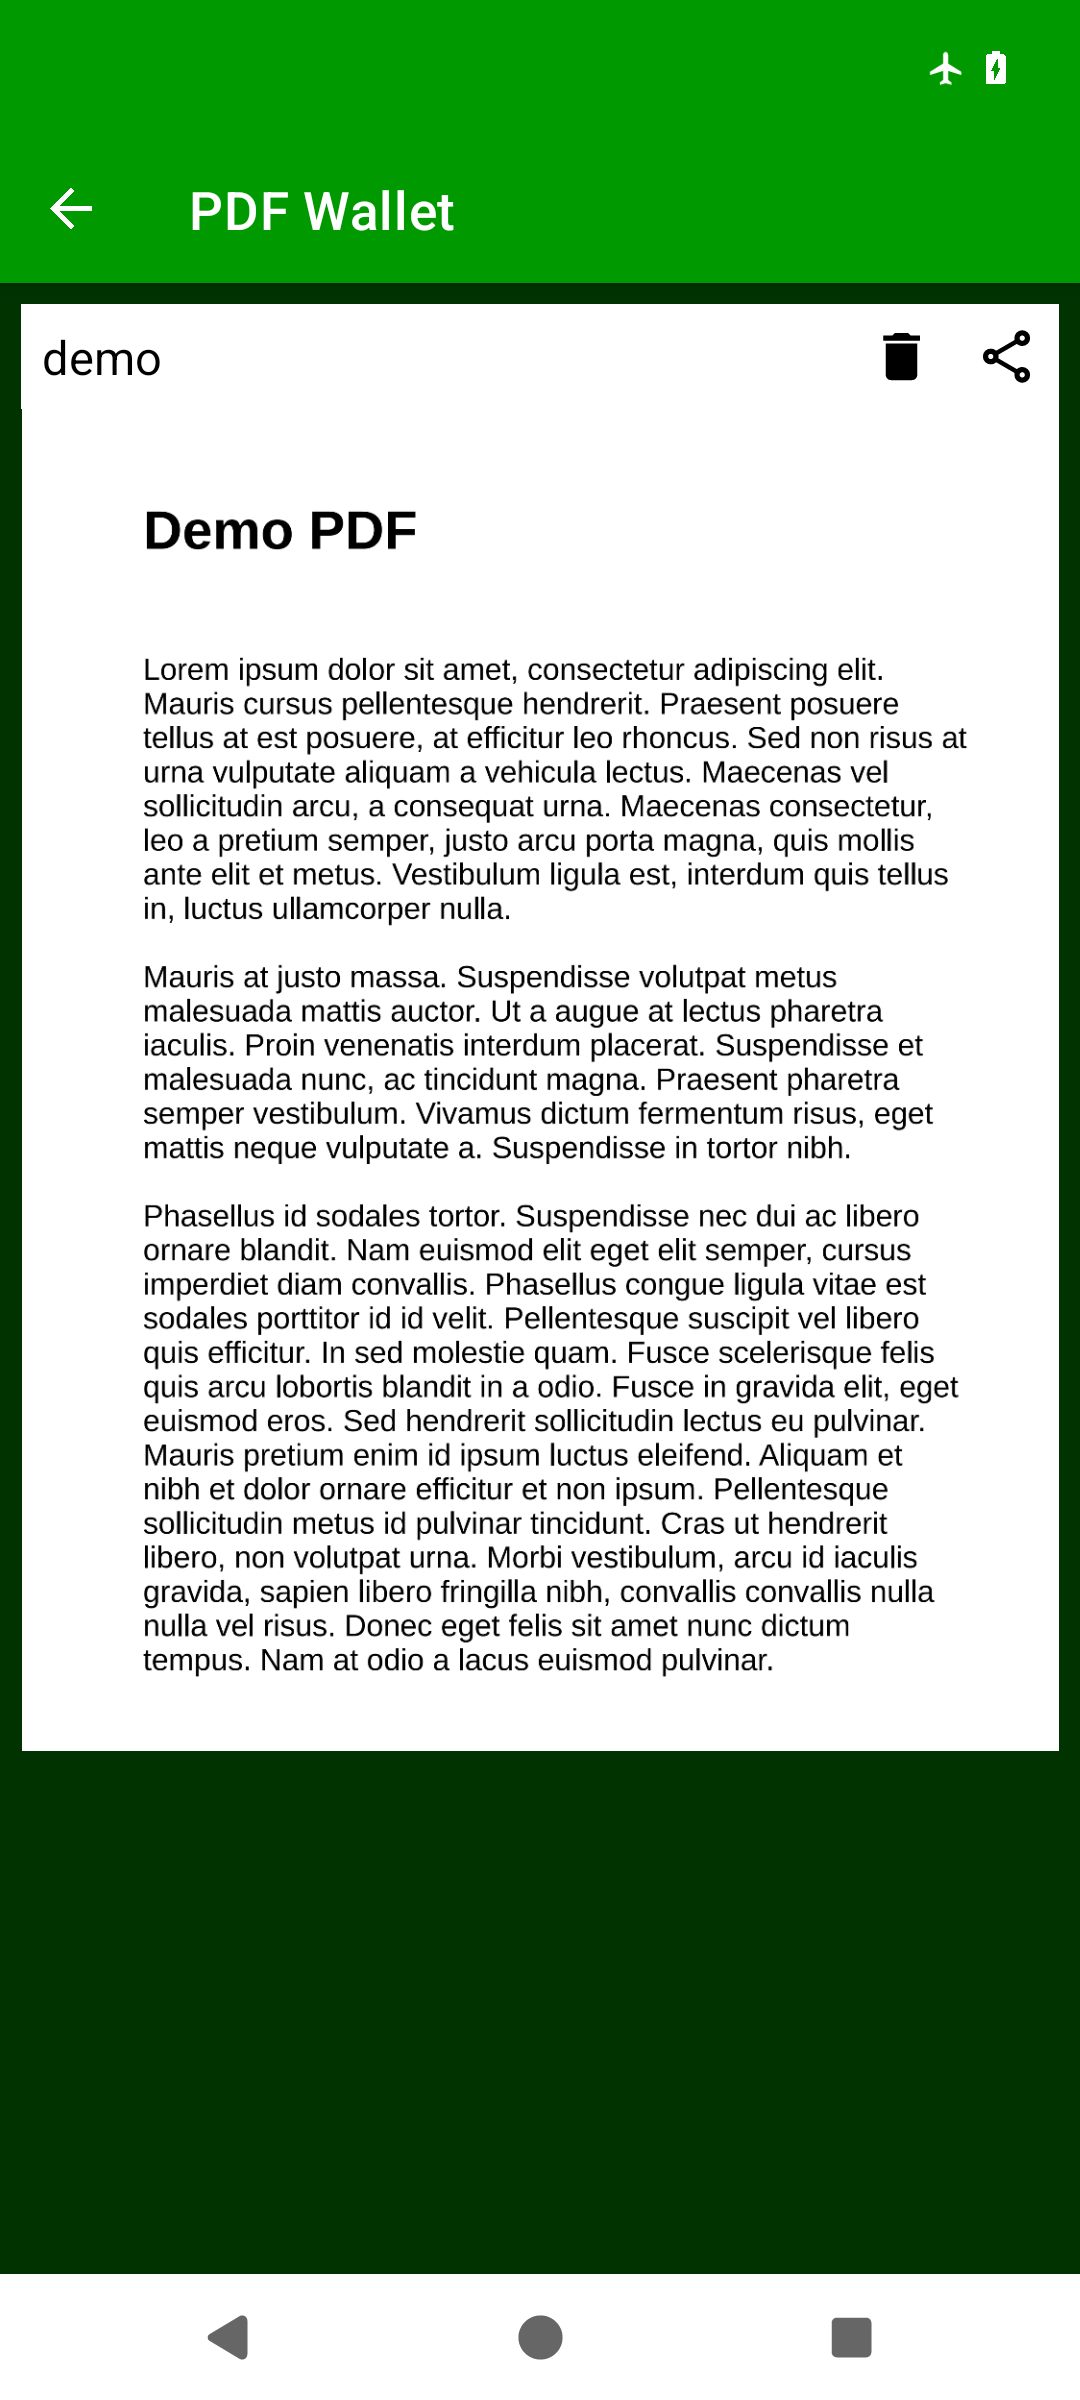 PDF Wallet
demo
Demo PDF
Lorem ipsum dolor sit amet, consectetur adipiscing elit.
Mauris cursus pellentesque hendrerit. Praesent posuere
tellus at est posuere, at efficitur leo rhoncus. Sed non risus at
urna vulputate aliquam a vehicula lectus. Maecenas vel
sollicitudin arcu, a consequat urna. Maecenas consectetur,
leo a pretium semper, justo arcu porta magna, quis mollis
ante elit et metus. Vestibulum ligula est, interdum quis tellus
in, luctus ullamcorper nulla.
Mauris at justo massa. Suspendisse volutpat metus
malesuada mattis auctor. Ut a augue at lectus pharetra
iaculis. Proin venenatis interdum placerat. Suspendisse et
malesuada nunc, ac tincidunt magna. Praesent pharetra
semper vestibulum. Vivamus dictum fermentum risus, eget
mattis neque vulputate a. Suspendisse in tortor nibh.
Phasellus id sodales tortor. Suspendisse nec dui ac libero
ornare blandit. Nam euismod elit eget elit semper, cursus
imperdiet diam convallis. Phasellus congue ligula vitae est
sodales porttitor id id velit. Pellentesque suscipit vel libero
quis efficitur. In sed molestie quam. Fusce scelerisque felis
quis arcu lobortis blandit in a odio. Fusce in gravida elit, eget
euismod eros. Sed hendrerit sollicitudin lectus eu pulvinar.
Mauris pretium enim id ipsum luctus eleifend. Aliquam et
nibh et dolor ornare efficitur et non ipsum. Pellentesque
sollicitudin metus id pulvinar tincidunt. Cras ut hendrerit
libero, non volutpat urna. Morbi vestibulum, arcu id iaculis
gravida, sapien libero fringilla nibh, convallis convallis nulla
nulla vel risus. Donec eget felis sit amet nunc dictum
tempus. Nam at odio a lacus euismod pulvinar.